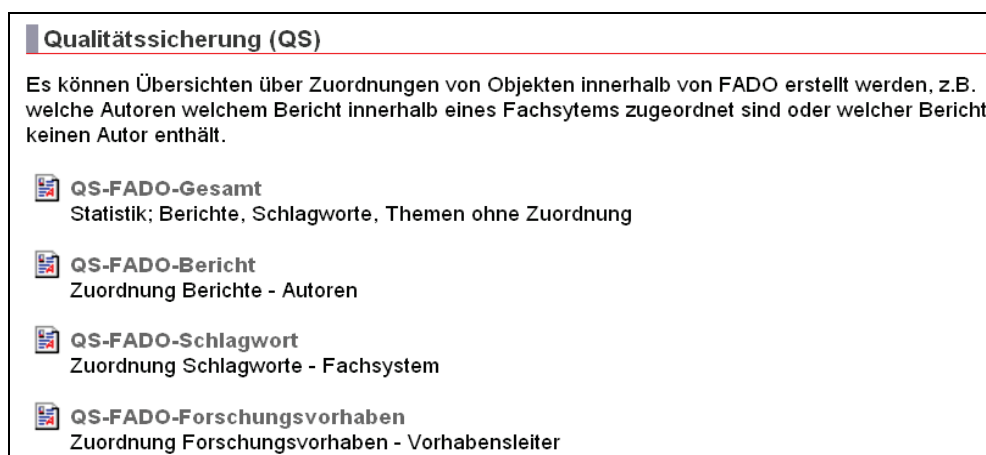 Qualitätssicherung (QS)
Es können Übersichten über Zuordnungen von Objekten innerhalb von FADO erstellt werden, z.B.
welche Autoren welchem Bericht innerhalb eines Fachsytems zugeordnet sind oder welcher Bericht
keinen Autor enthält.
QS-FADO-Gesamt
Statistik; Berichte, Schlagworte, Themen ohne Zuordnung
QS-FADO-Bericht
Zuordnung Berichte - Autoren
QS-FADO-Schlagwort
Zuordnung Schlagworte - Fachsystem
QS-FADO-Forschungsvorhaben
Zuordnung Forschungsvorhaben - Vorhabensleiter